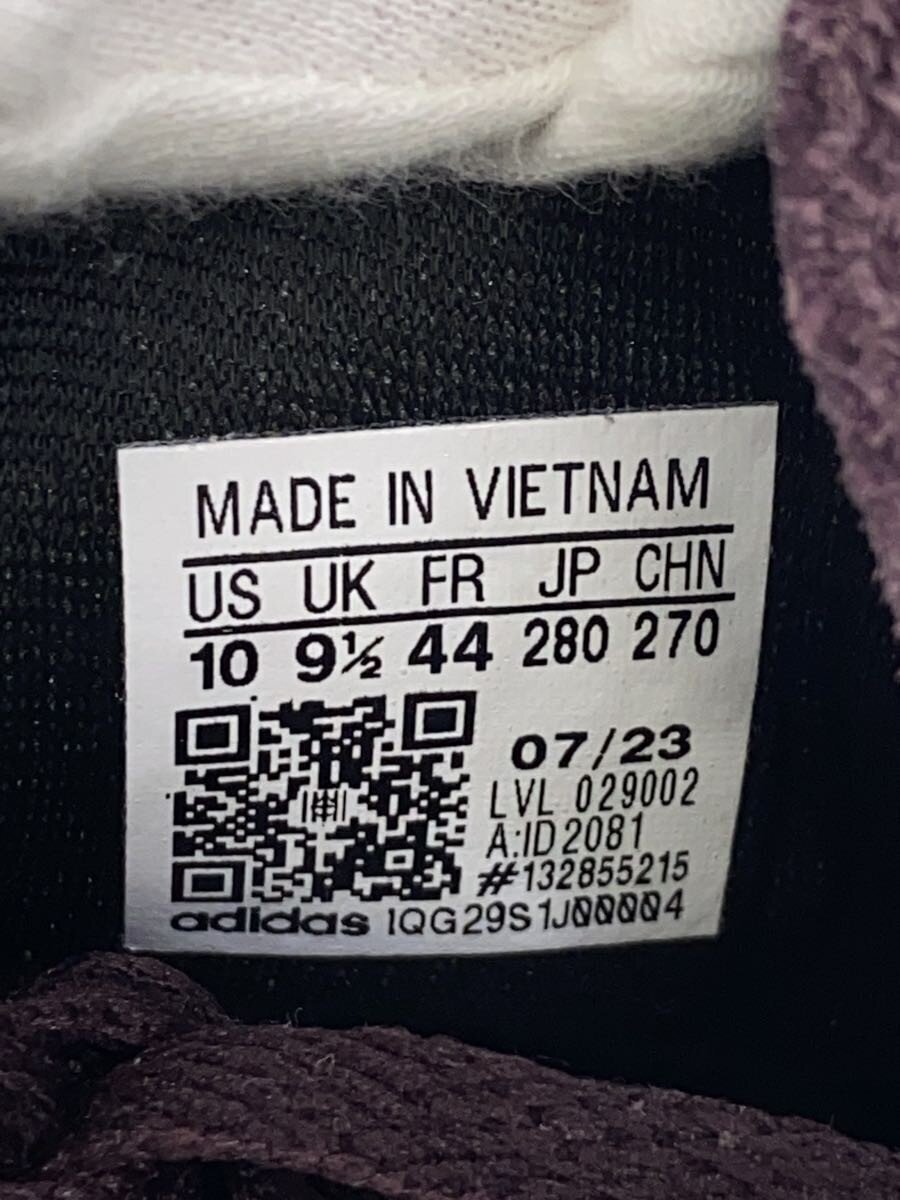 MADE IN VIETNAM
US UK FR JP CHN
10 9½ 44 280 270
07/23
LVL 029002
A:ID2081
#132855215
adidas 1QG29S1J00004